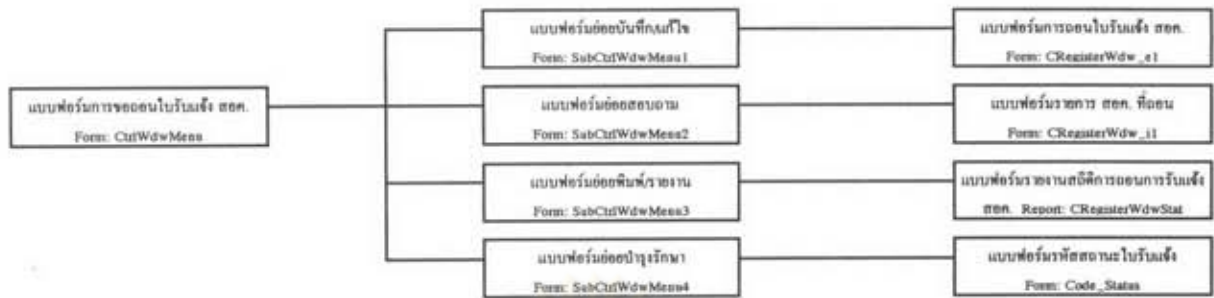 แบบฟอร์มย่อยบันทึก/แก้ไข
Form: SubCtrlWdwMenu1
แบบฟอร์มการถอนใบรับแจ้ง สอค.
Form: CRegisterWdw_e1
แบบฟอร์มการขอถอนใบรับแจ้ง สอค.
Form: CtrlWdwMenu
แบบฟอร์มย่อยสอบถาม
Form: SubCtrlWdwMenu2
แบบฟอร์มรายการ สอค. ที่ถอน
Form: CRegisterWdw_i1
แบบฟอร์มย่อยพิมพ์/รายงาน
Form: SubCtrlWdwMenu3
แบบฟอร์มรายงานสถิติการถอนการรับแจ้ง
สอค. Report: CRegisterWdwStat
แบบฟอร์มย่อยบำรุงรักษา
Form: SubCtrlWdwMenu4
แบบฟอร์มรหัสสถานะใบรับแจ้ง
Form: Code_Status